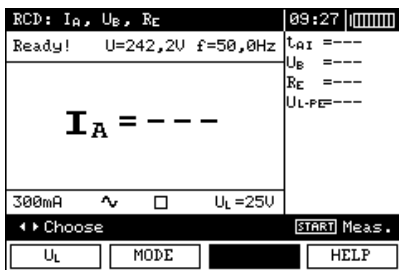 RCD: IA, UB, RE 09:27
Ready! U=242,2V f=50,0Hz
tAI =---
UB =---
RE =---
UL-PE=---
IA = ---
300mA ∿ □ UL=25V
◂ ▸ Choose START Meas.
UL MODE HELP